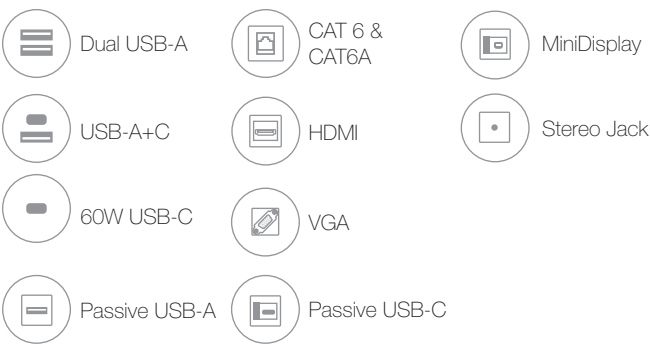 Dual USB-A
CAT 6 &
CAT6A
MiniDisplay
USB-A+C
HDMI
Stereo Jack
60W USB-C
VGA
Passive USB-A
Passive USB-C